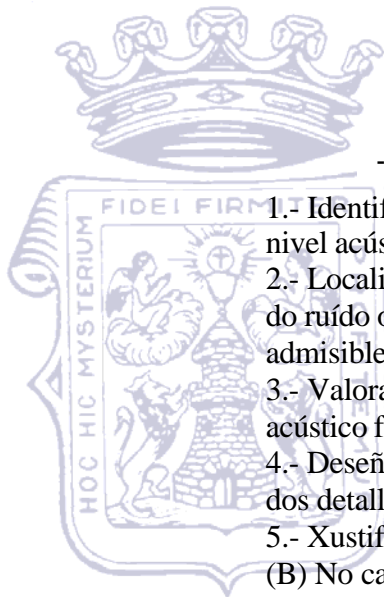 FIDEI FIRM
HOC HIC MYSTERIUM
1.- Identif
nivel acús
2.- Locali
do ruído o
admisible
3.- Valora
acústico f
4.- Deseñ
dos detall
5.- Xustif
(B) No ca